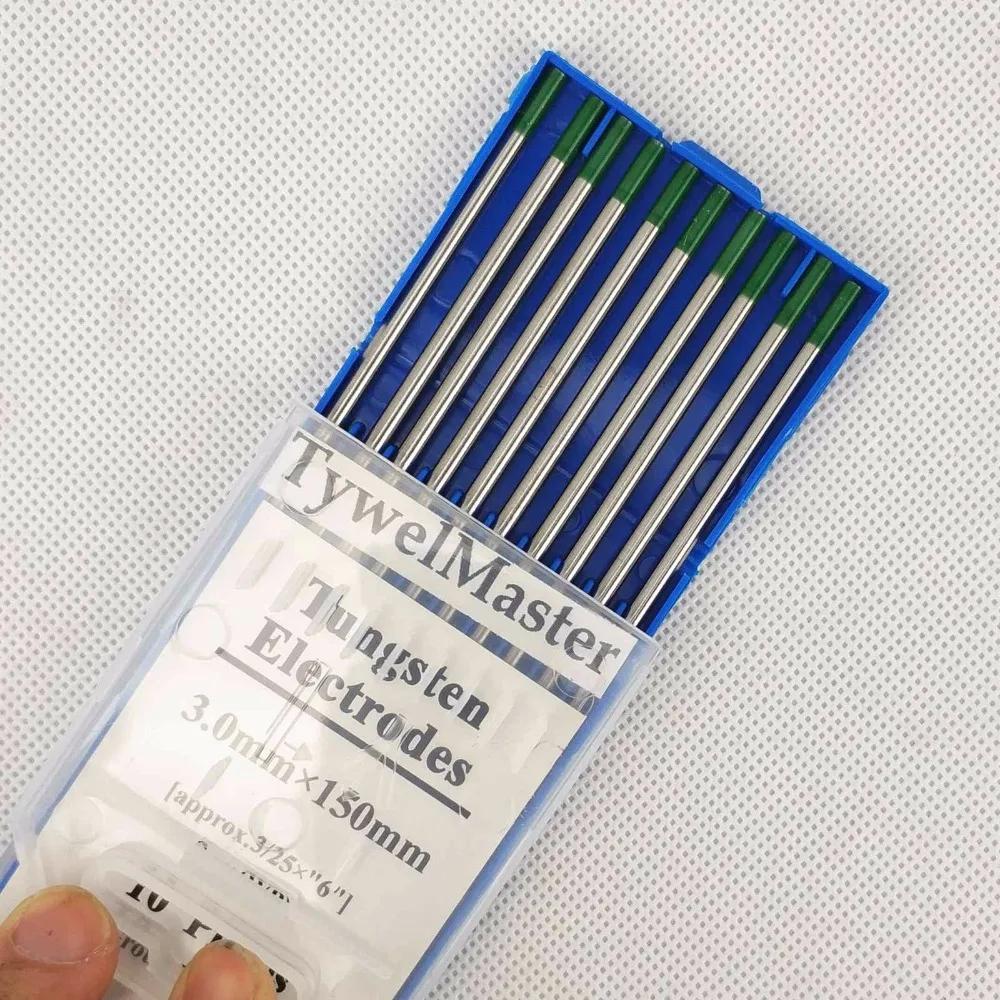 TywelMaster
Tungsten
Electrodes
3.0mm×150mm
[approx.3/25×"6"]
10